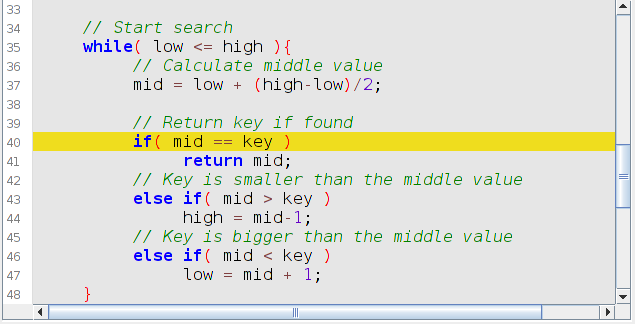 33
34 // Start search
35 while( low <= high ){
36 // Calculate middle value
37 mid = low + (high-low)/2;
38
39 // Return key if found
40 if( mid == key )
41 return mid;
42 // Key is smaller than the middle value
43 else if( mid > key )
44 high = mid-1;
45 // Key is bigger than the middle value
46 else if( mid < key )
47 low = mid + 1;
48 }